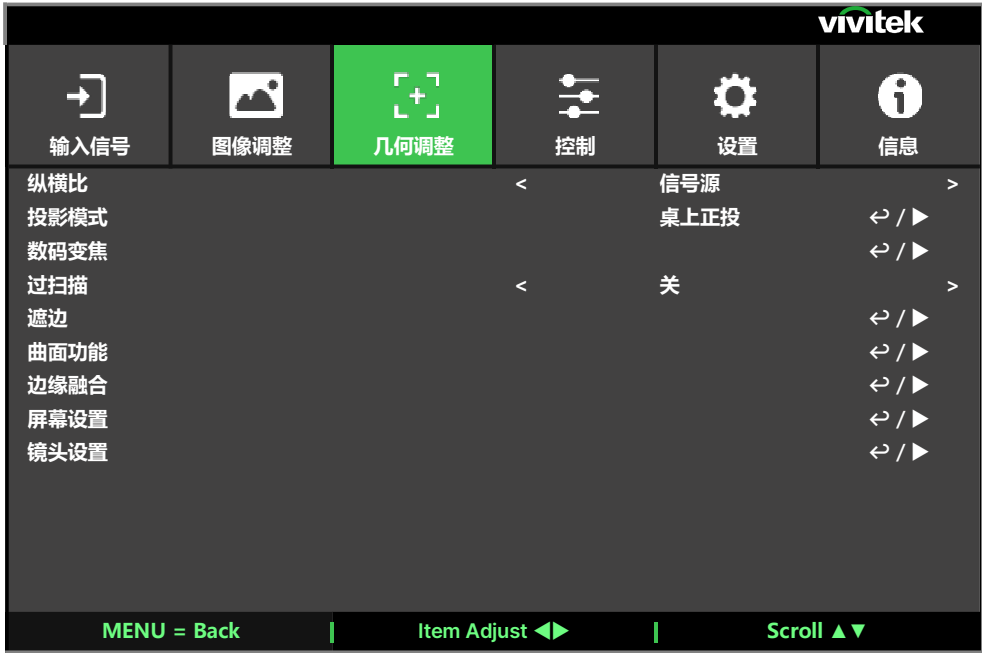 vivitek
输入信号 图像调整 几何调整 控制 设置 信息
纵横比 < 信号源 >
投影模式 桌上正投 ↩ / ▶
数码变焦 ↩ / ▶
过扫描 < 关 >
遮边 ↩ / ▶
曲面功能 ↩ / ▶
边缘融合 ↩ / ▶
屏幕设置 ↩ / ▶
镜头设置 ↩ / ▶
MENU = Back Item Adjust ◀▶ Scroll ▲▼